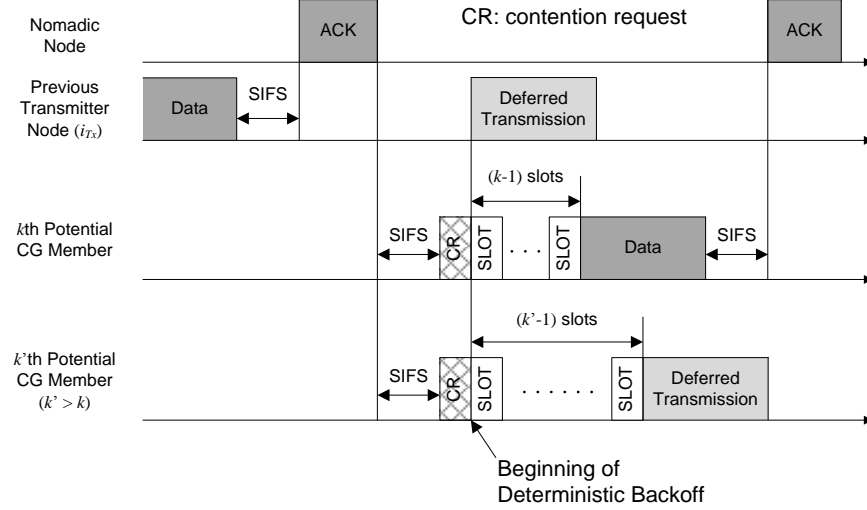 CR: contention request
Nomadic
Node
ACK
ACK
Previous
Transmitter
Node (iTx)
Data
SIFS
Deferred
Transmission
(k-1) slots
kth Potential
CG Member
SIFS
CR
SLOT
. . .
SLOT
Data
SIFS
(k'-1) slots
k'th Potential
CG Member
(k' > k)
SIFS
CR
SLOT
. . . . . .
SLOT
Deferred
Transmission
Beginning of
Deterministic Backoff